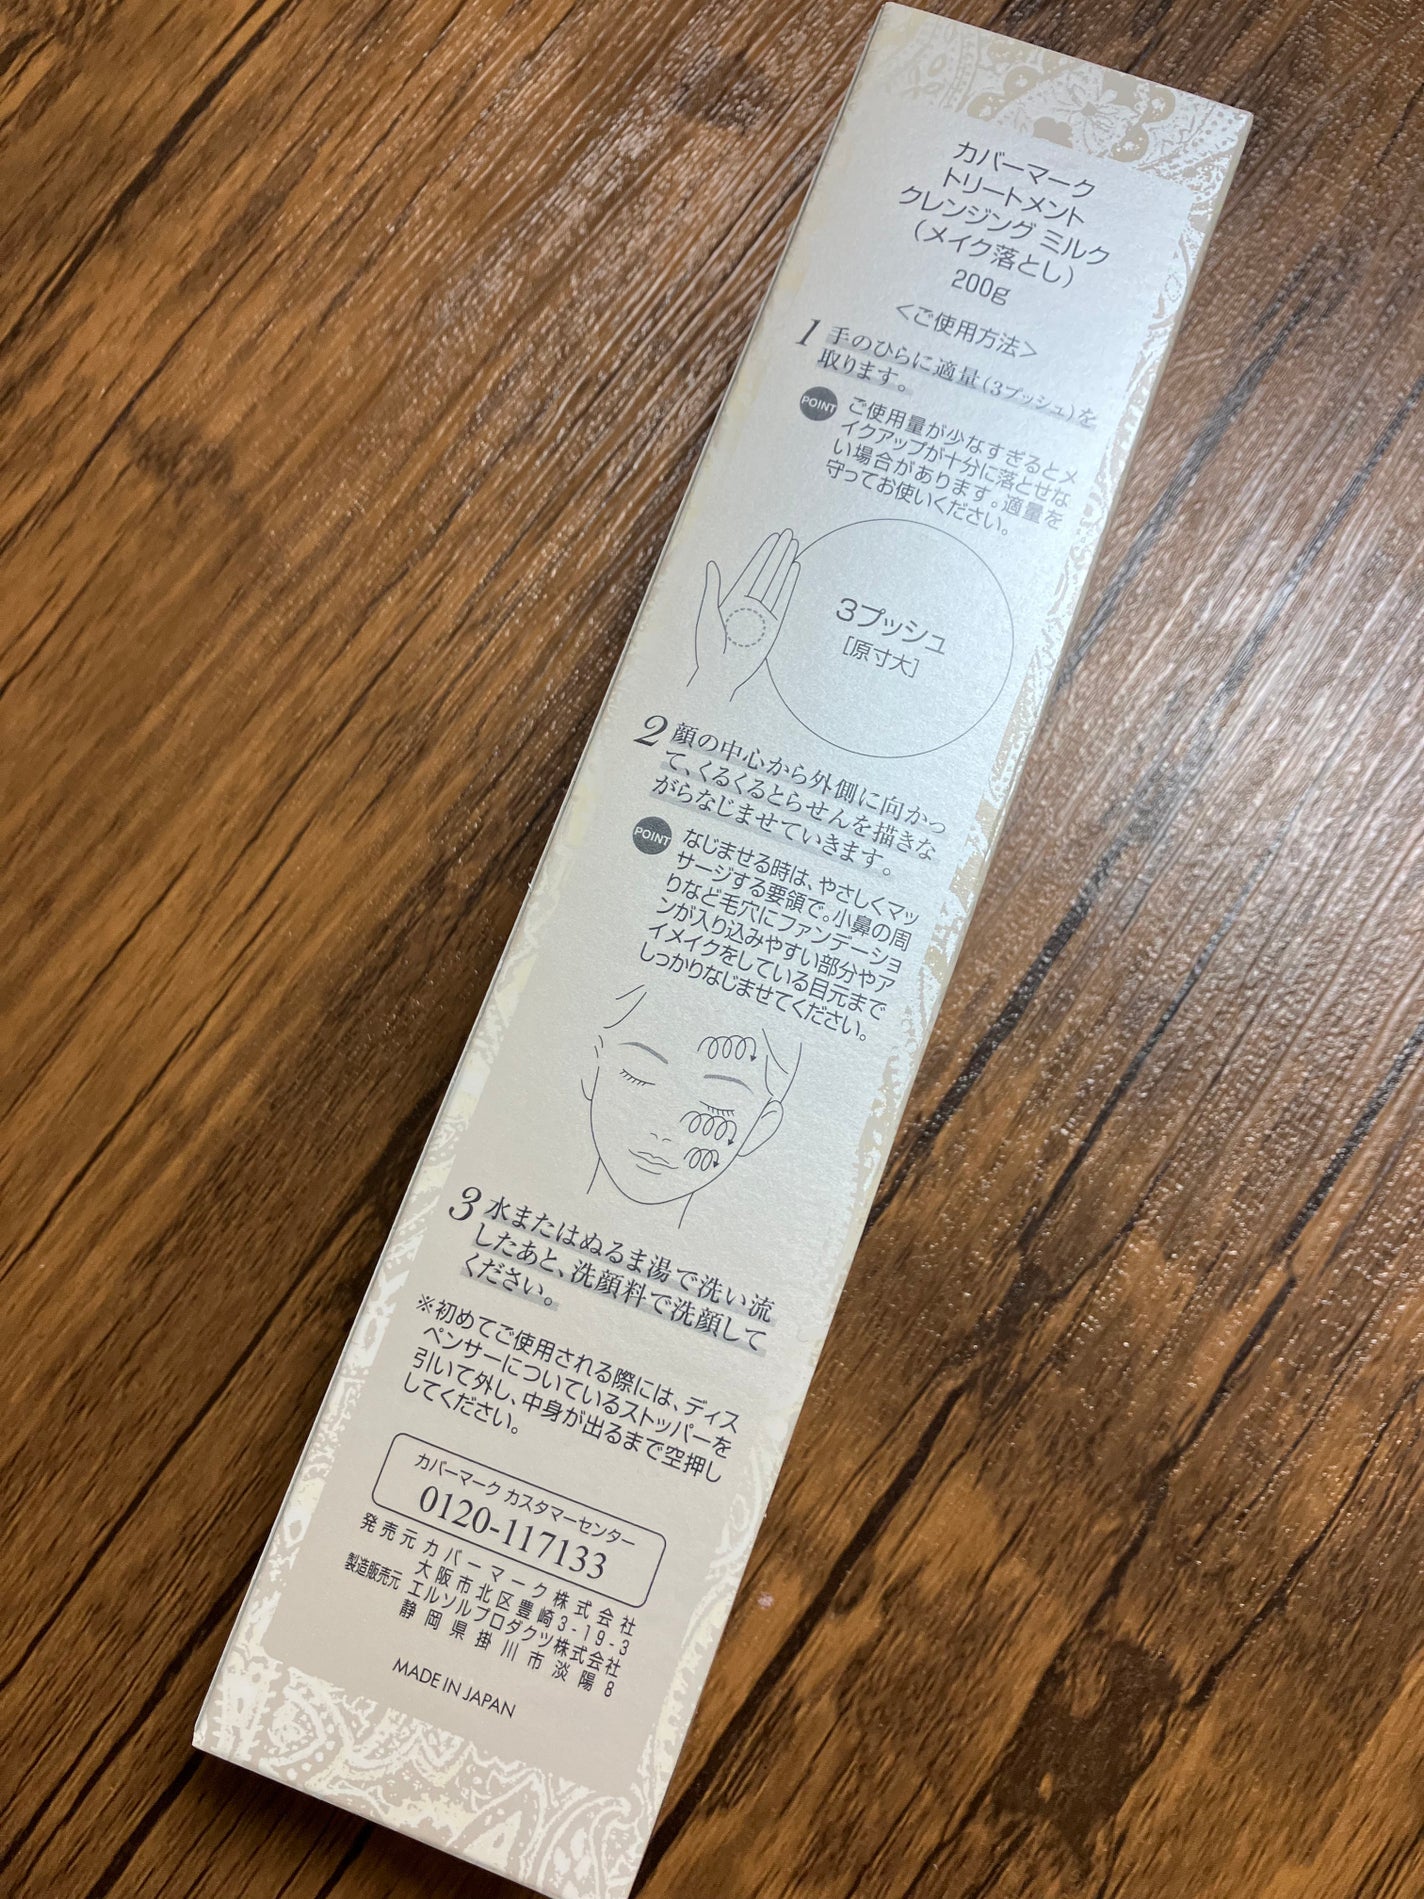 カバーマーク
トリートメント
クレンジング ミルク
(メイク落とし)
200g
<ご使用方法>
1 手のひらに適量(3プッシュ)を
取ります。
POINT ご使用量が少なすぎるとメ
イクアップが十分に落とせな
い場合があります。適量を
守ってお使いください。
3プッシュ
[原寸大]
2 顔の中心から外側に向かっ
て、くるくるとらせんを描きな
がらなじませていきます。
POINT なじませる時は、やさしくマッ
サージする要領で。小鼻の周
りなど毛穴にファンデーショ
ンが入り込みやすい部分やア
イメイクをしている目元まで
しっかりなじませてください。
3 水またはぬるま湯で洗い流
したあと、洗顔料で洗顔して
ください。
※初めてご使用される際には、ディス
ペンサーについているストッパーを
引いて外し、中身が出るまで空押し
してください。
カバーマーク カスタマーセンター
0120-117133
発売元 カバーマーク株式会社
大阪市北区豊崎3-19-3
製造販売元 エルソルプロダクツ株式会社
静岡県掛川市淡陽8
MADE IN JAPAN